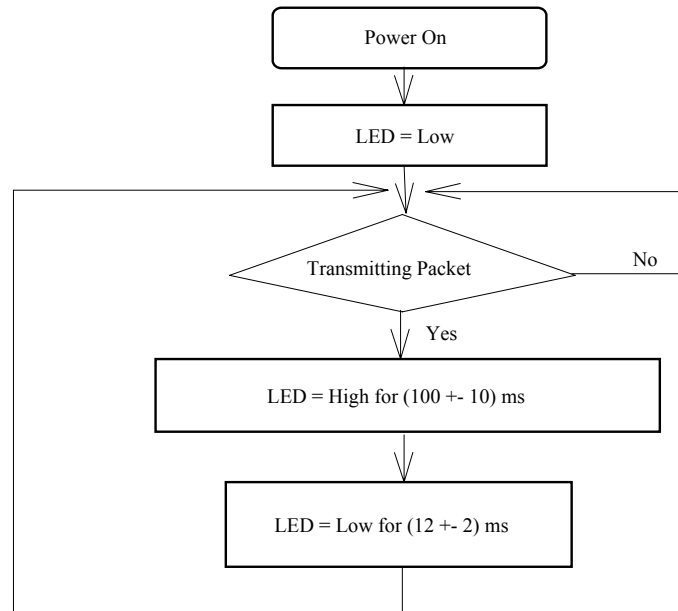 Power On
LED = Low
Transmitting Packet
No
Yes
LED = High for (100 +- 10) ms
LED = Low for (12 +- 2) ms